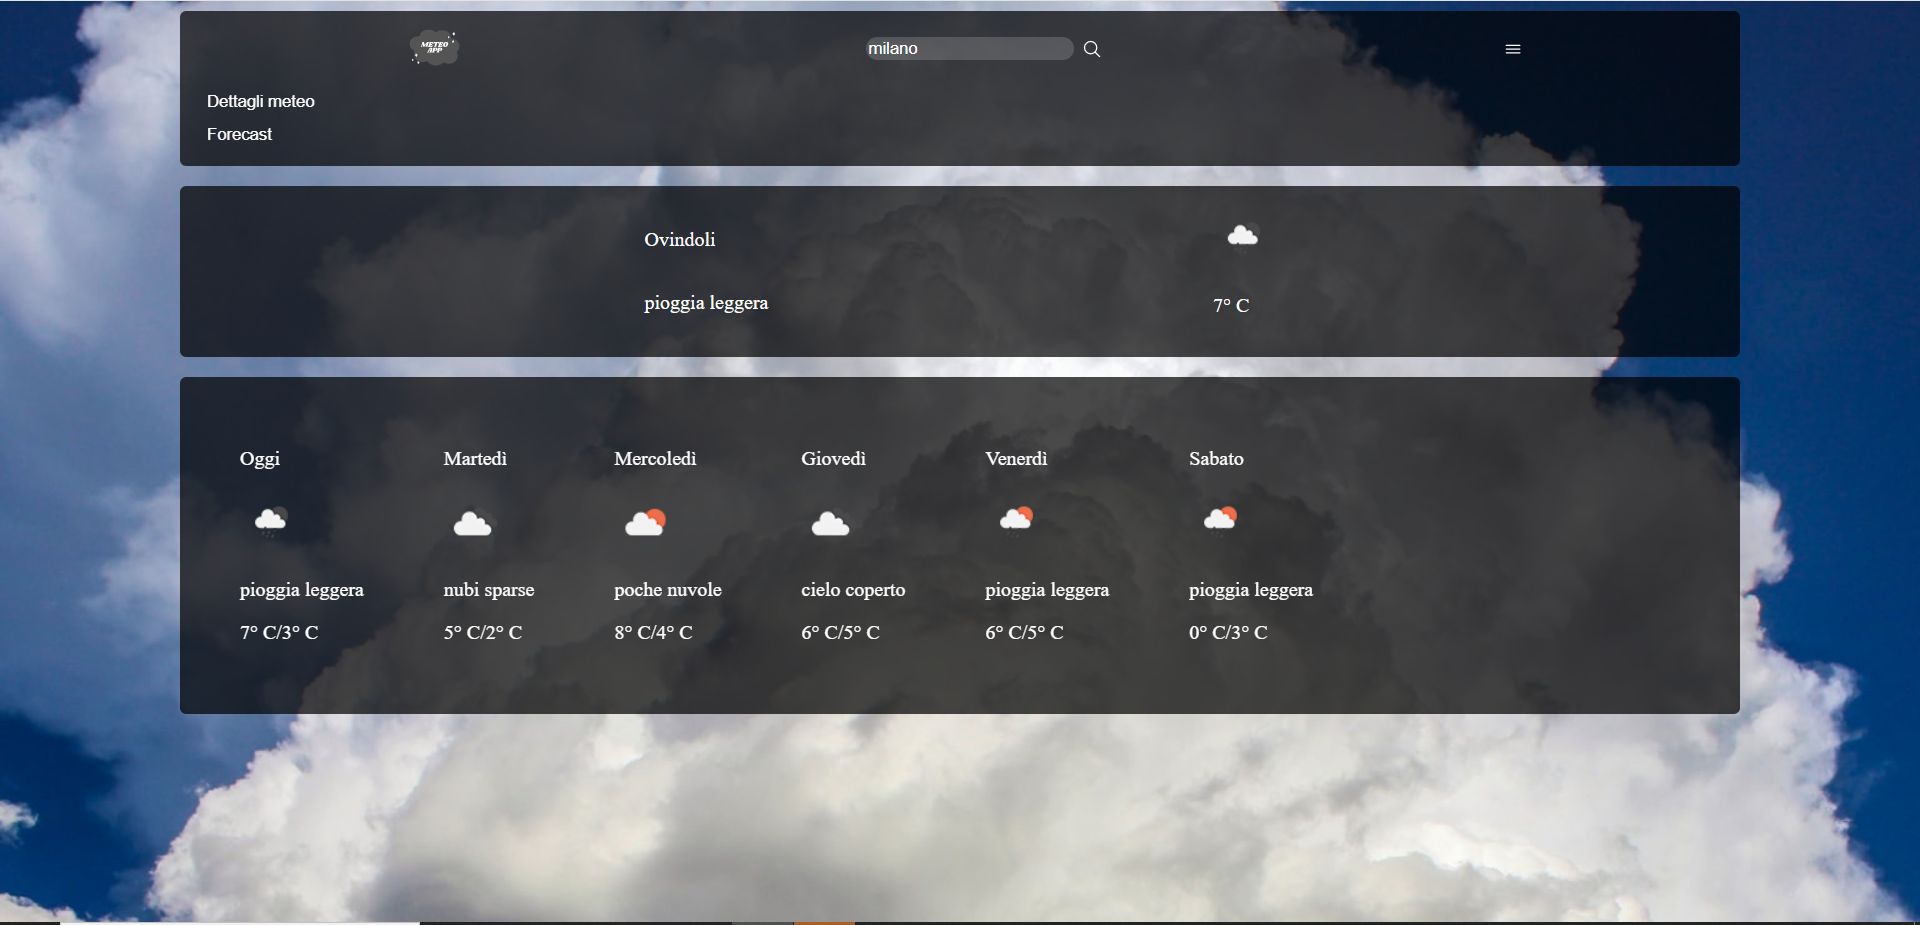 METEO
APP
milano
Dettagli meteo
Forecast
Ovindoli
pioggia leggera
7° C
Oggi Martedì Mercoledì Giovedì Venerdì Sabato
pioggia leggera nubi sparse poche nuvole cielo coperto pioggia leggera pioggia leggera
7° C/3° C 5° C/2° C 8° C/4° C 6° C/5° C 6° C/5° C 0° C/3° C